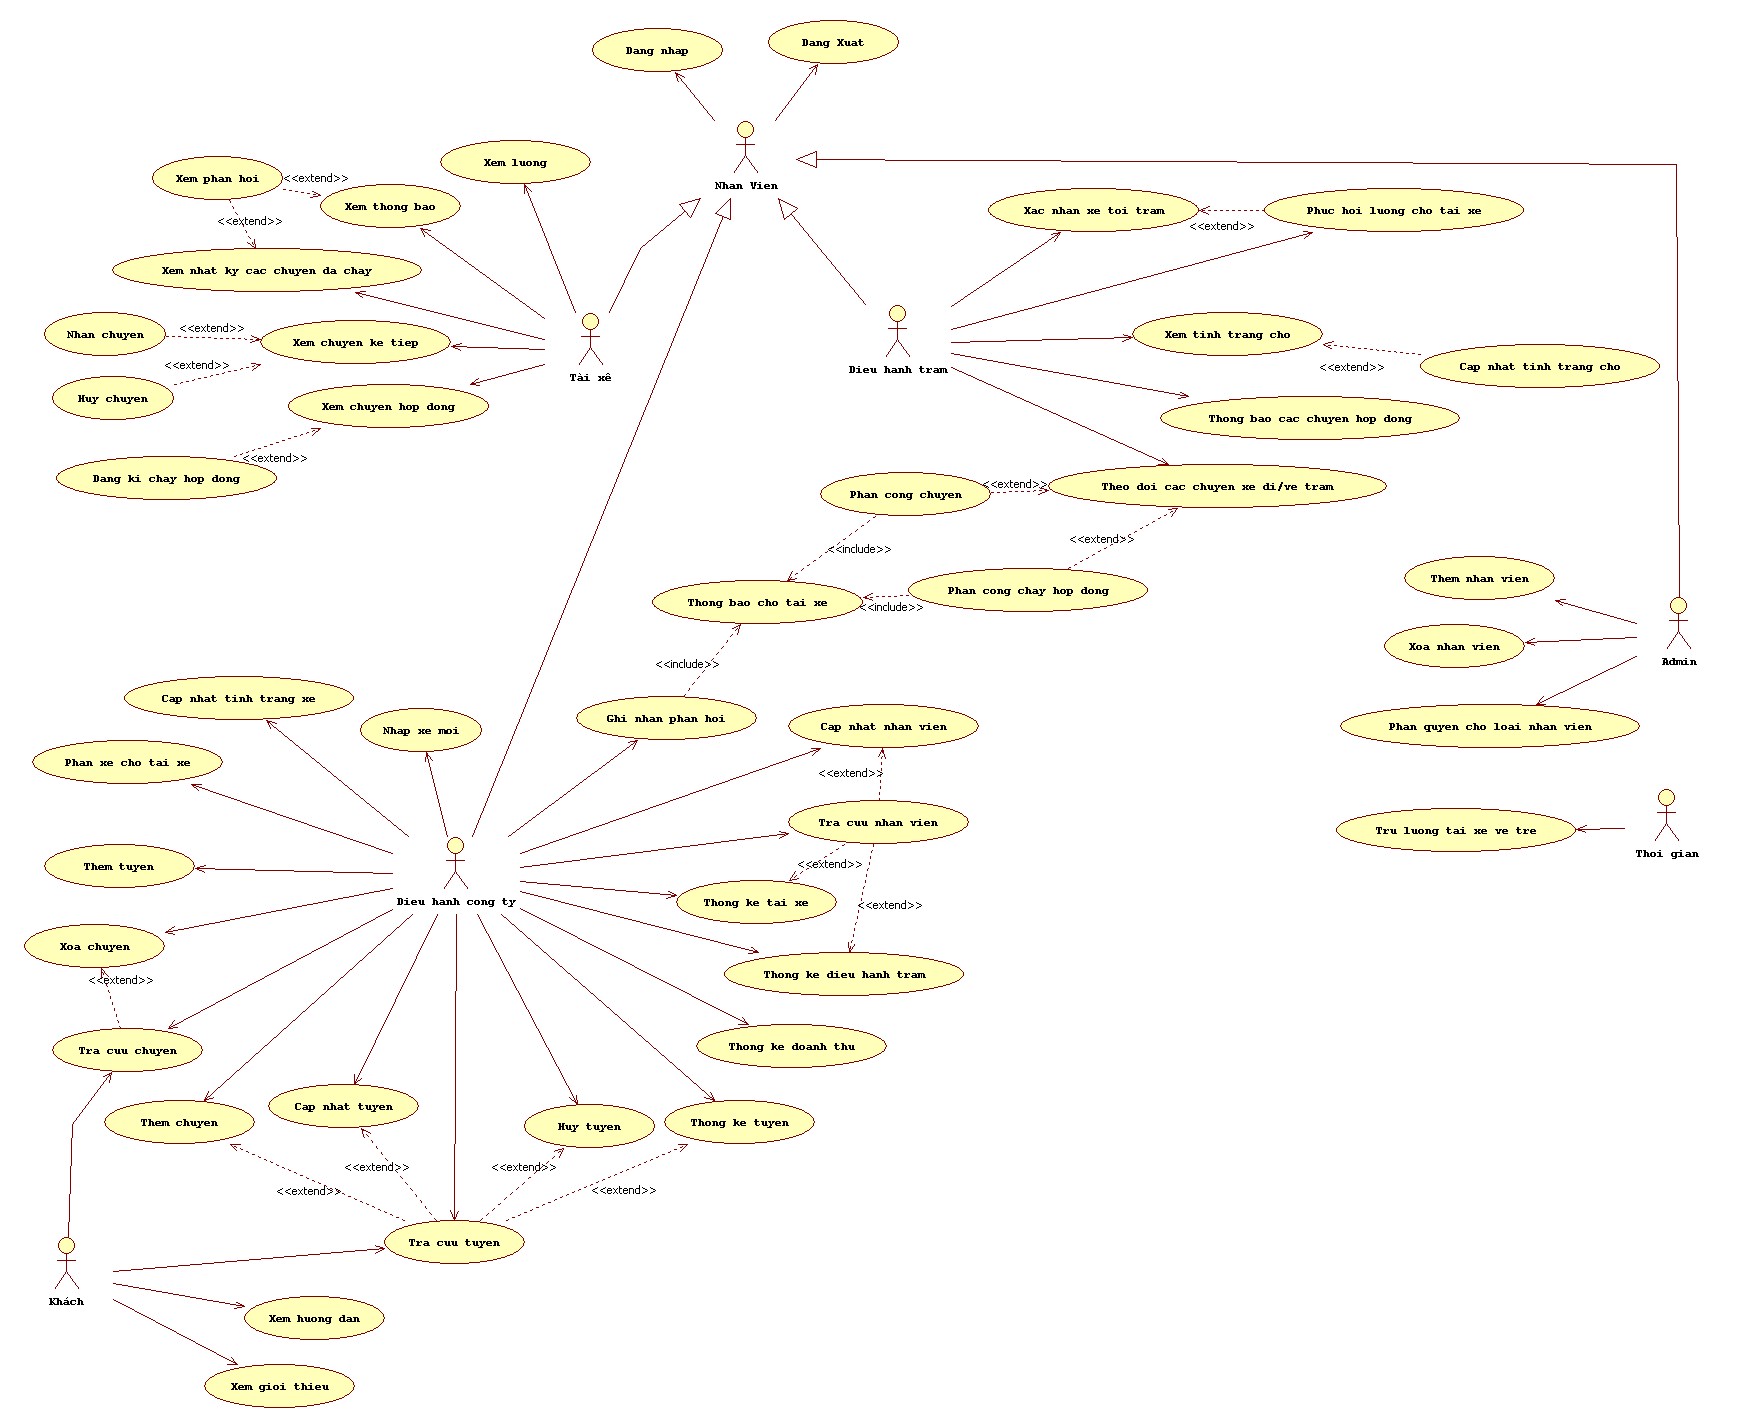 Dang nhap
Dang Xuat
Nhan Vien
Xem luong
Xem phan hoi
<<extend>>
Xem thong bao
<<extend>>
Xem nhat ky cac chuyen da chay
Nhan chuyen
<<extend>>
Xem chuyen ke tiep
<<extend>>
Huy chuyen
Tài xê
Xem chuyen hop dong
<<extend>>
Dang ki chay hop dong
Xac nhan xe toi tram
Phuc hoi luong cho tai xe
<<extend>>
Dieu hanh tram
Xem tinh trang cho
<<extend>>
Cap nhat tinh trang cho
Thong bao cac chuyen hop dong
Phan cong chuyen
<<extend>>
Theo doi cac chuyen xe di/ve tram
<<include>>
<<extend>>
Thong bao cho tai xe
Phan cong chay hop dong
<<include>>
<<include>>
Them nhan vien
Xoa nhan vien
Admin
Phan quyen cho loai nhan vien
Tru luong tai xe ve tre
Thoi gian
Cap nhat tinh trang xe
Nhap xe moi
Ghi nhan phan hoi
Cap nhat nhan vien
Phan xe cho tai xe
<<extend>>
Tra cuu nhan vien
Them tuyen
<<extend>>
Dieu hanh cong ty
Thong ke tai xe
<<extend>>
Xoa chuyen
<<extend>>
Thong ke dieu hanh tram
Tra cuu chuyen
Thong ke doanh thu
Them chuyen
Cap nhat tuyen
Huy tuyen
Thong ke tuyen
<<extend>>
<<extend>>
<<extend>>
<<extend>>
Tra cuu tuyen
Khách
Xem huong dan
Xem gioi thieu